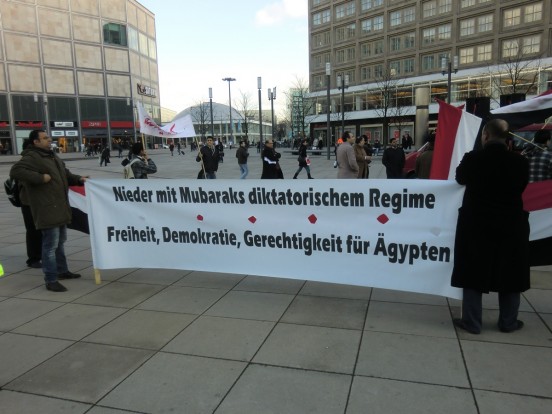 Nieder mit Mubaraks diktatorischem Regime
Freiheit, Demokratie, Gerechtigkeit für Ägypten